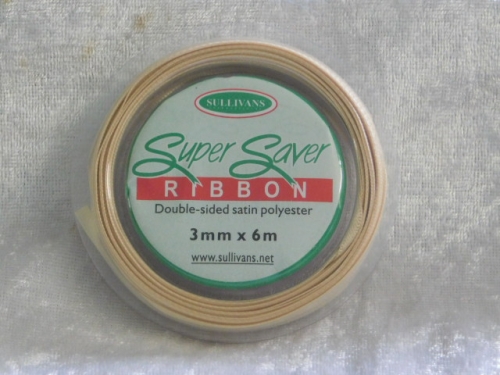 SULLIVANS
Super Saver
RIBBON
Double-sided satin polyester
3mm x 6m
www.sullivans.net